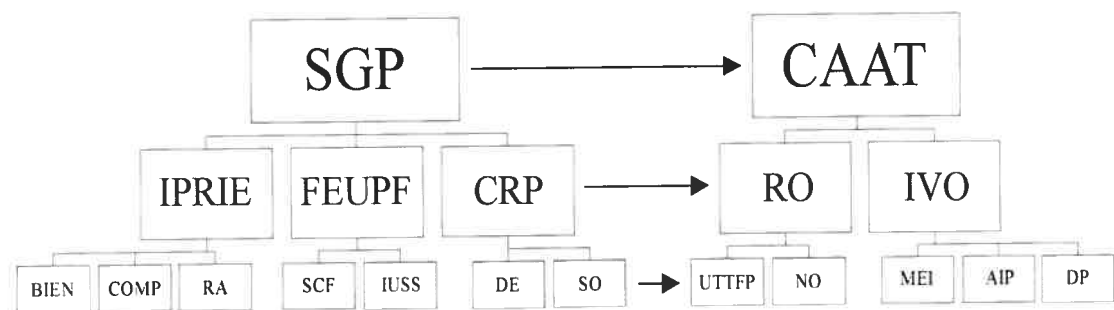 SGP
CAAT
IPRIE
FEUPF
CRP
RO
IVO
BIEN
COMP
RA
SCF
IUSS
DE
SO
UTTFP
NO
MEI
AIP
DP